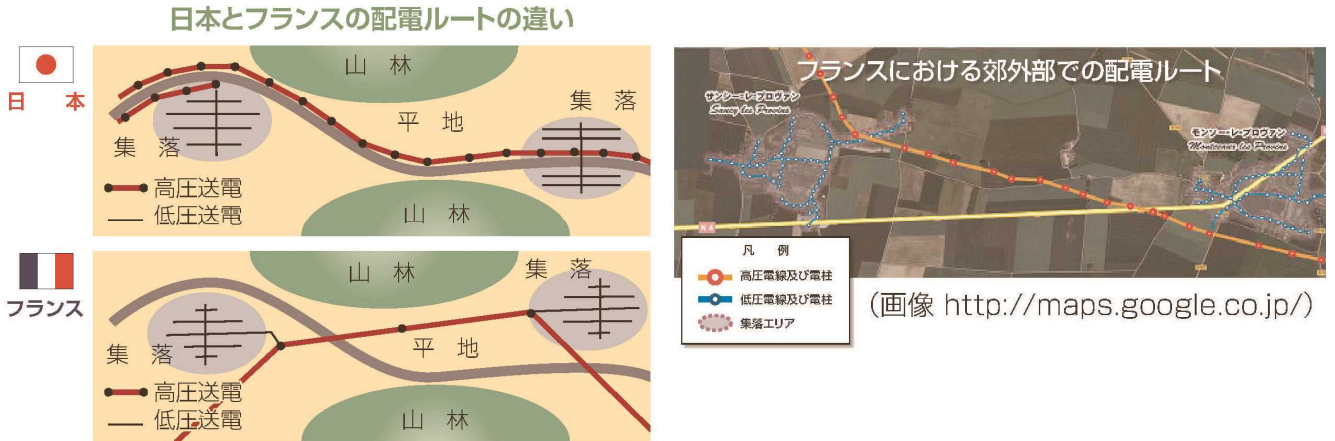 日本とフランスの配電ルートの違い
日本
山林
集落
平地
集落
高圧送電
低圧送電
山林
フランス
山林
集落
集落
平地
高圧送電
低圧送電
山林
フランスにおける郊外部での配電ルート
サンシー・レ・プロヴァン
Sancy les Provins
モンソー・レ・プロヴァン
Montceaux les Provins
N4
凡例
高圧電線及び電柱
低圧電線及び電柱
集落エリア
(画像 http://maps.google.co.jp/)